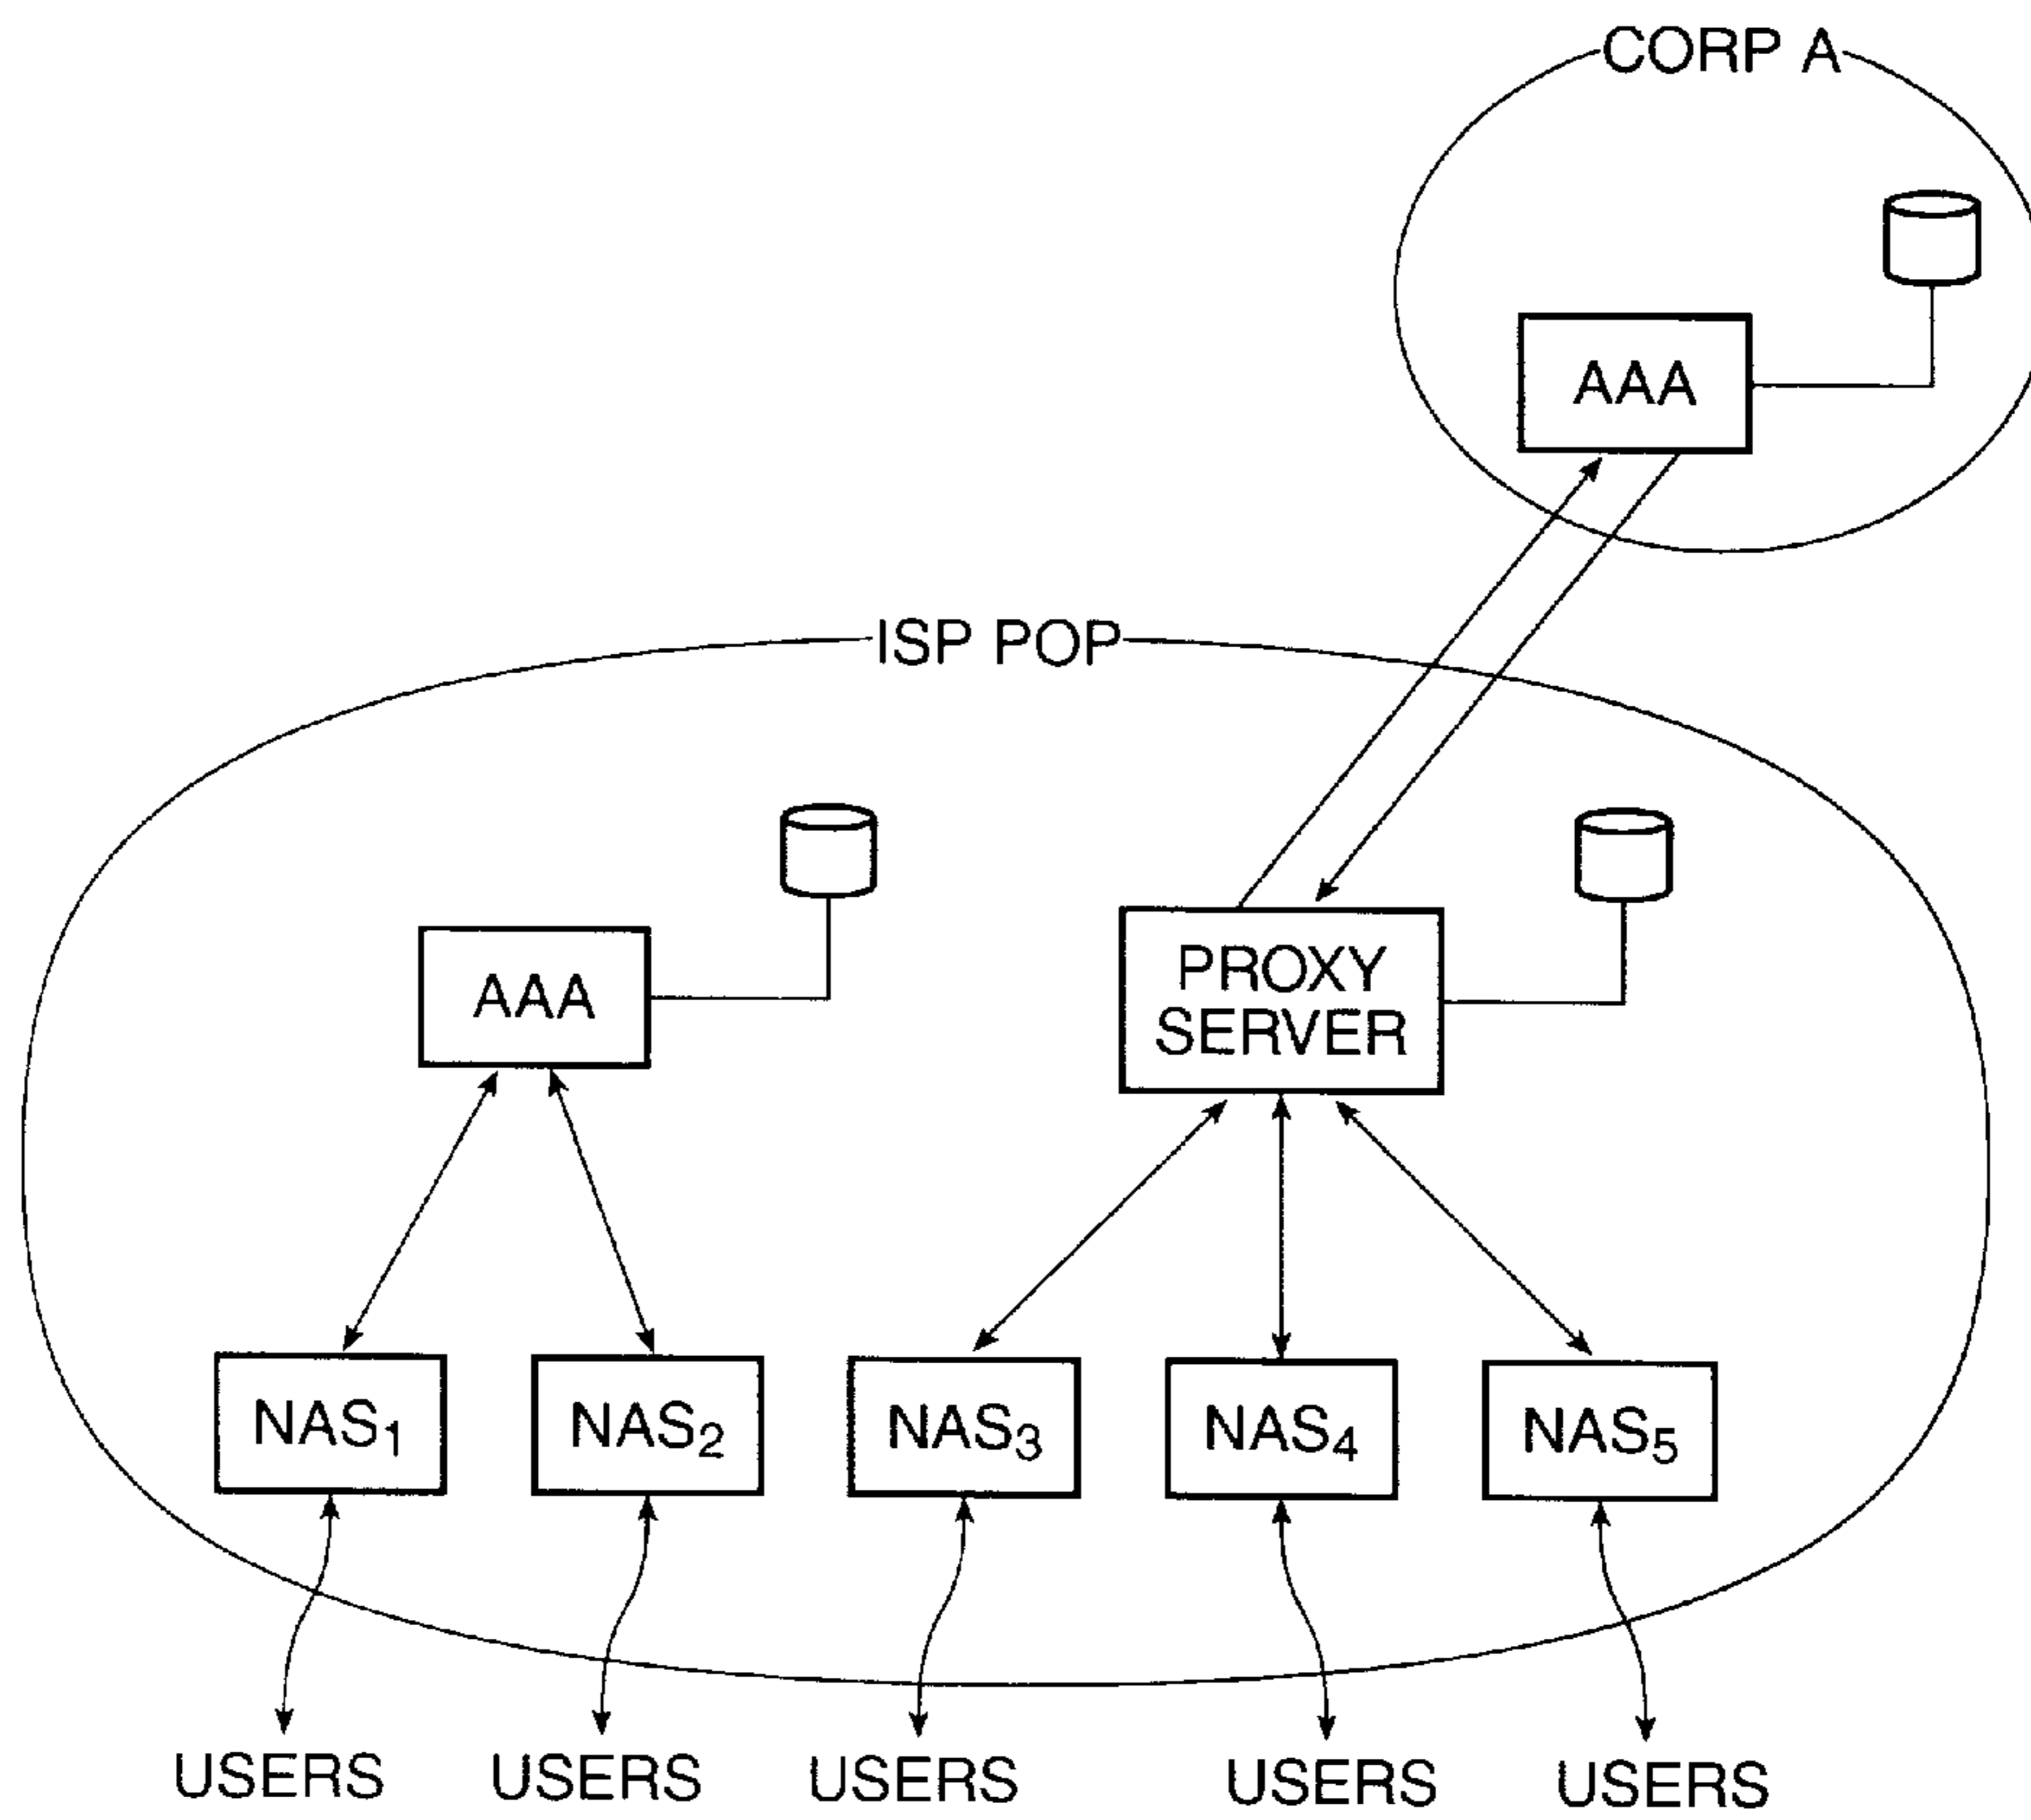 CORP A
AAA
ISP POP
AAA
PROXY
SERVER
NAS₁
NAS₂
NAS₃
NAS₄
NAS₅
USERS
USERS
USERS
USERS
USERS